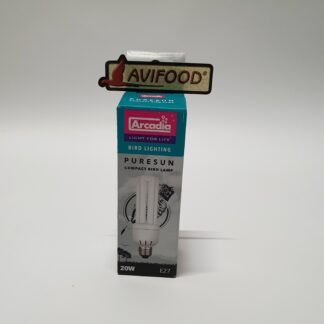 AVIFOOD®
Arcadia
LIGHT FOR LIFE
BIRD LIGHTING
PURESUN
COMPACT BIRD LAMP
20W E27